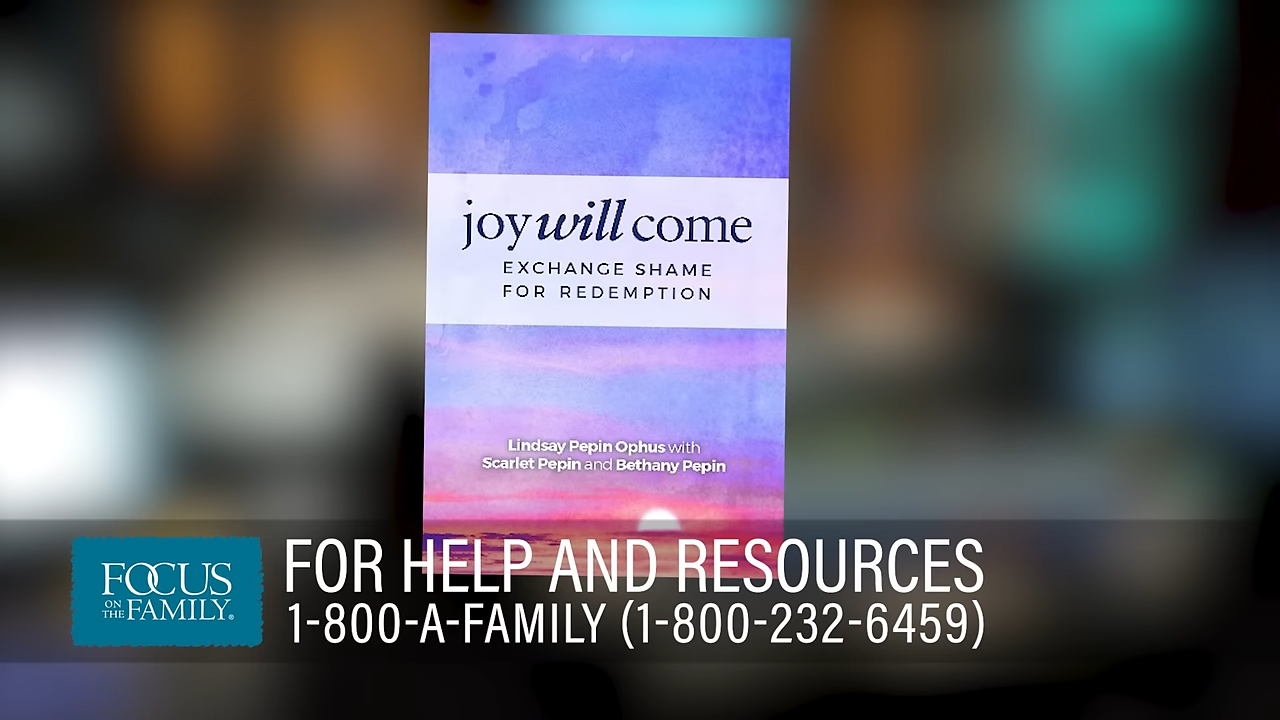 joy will come
EXCHANGE SHAME
FOR REDEMPTION
Lindsay Pepin Ophus with
Scarlet Pepin and Bethany Pepin
FOCUS
ON THE FAMILY®
FOR HELP AND RESOURCES
1-800-A-FAMILY (1-800-232-6459)